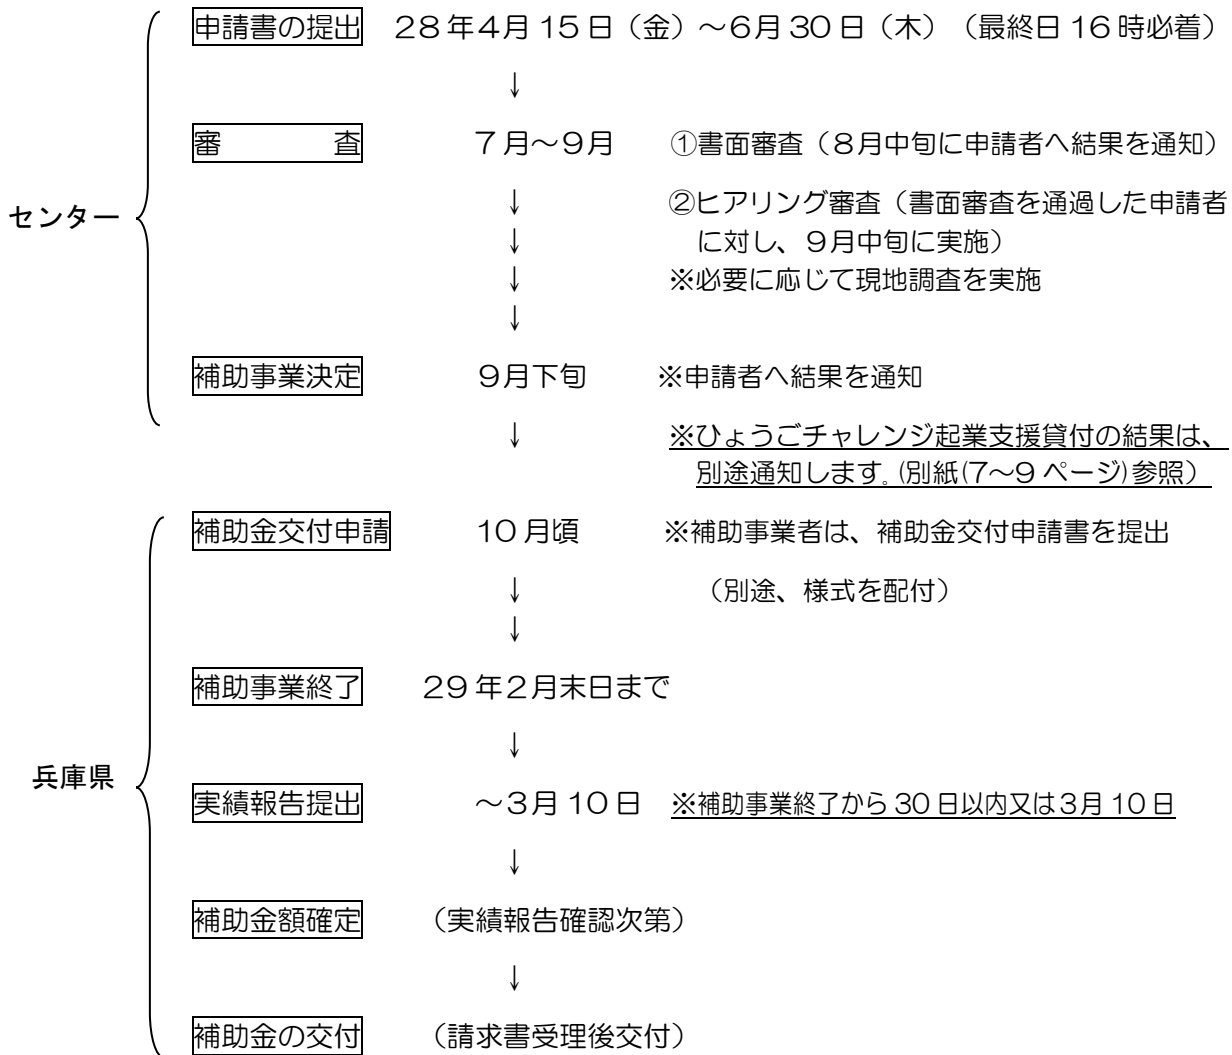 申請書の提出 28年4月15日（金）～6月30日（木）（最終日16時必着）
↓
審査 7月～9月 ①書面審査（8月中旬に申請者へ結果を通知）
センター ↓ ②ヒアリング審査（書面審査を通過した申請者
↓ に対し、9月中旬に実施）
↓ ※必要に応じて現地調査を実施
↓
補助事業決定 9月下旬 ※申請者へ結果を通知
↓ ※ひょうごチャレンジ起業支援貸付の結果は、
別途通知します。(別紙(7～9ページ)参照）
補助金交付申請 10月頃 ※補助事業者は、補助金交付申請書を提出
↓ （別途、様式を配付）
↓
補助事業終了 29年2月末日まで
↓
兵庫県
実績報告提出 ～3月10日 ※補助事業終了から30日以内又は3月10日
↓
補助金額確定 （実績報告確認次第）
↓
補助金の交付 （請求書受理後交付）